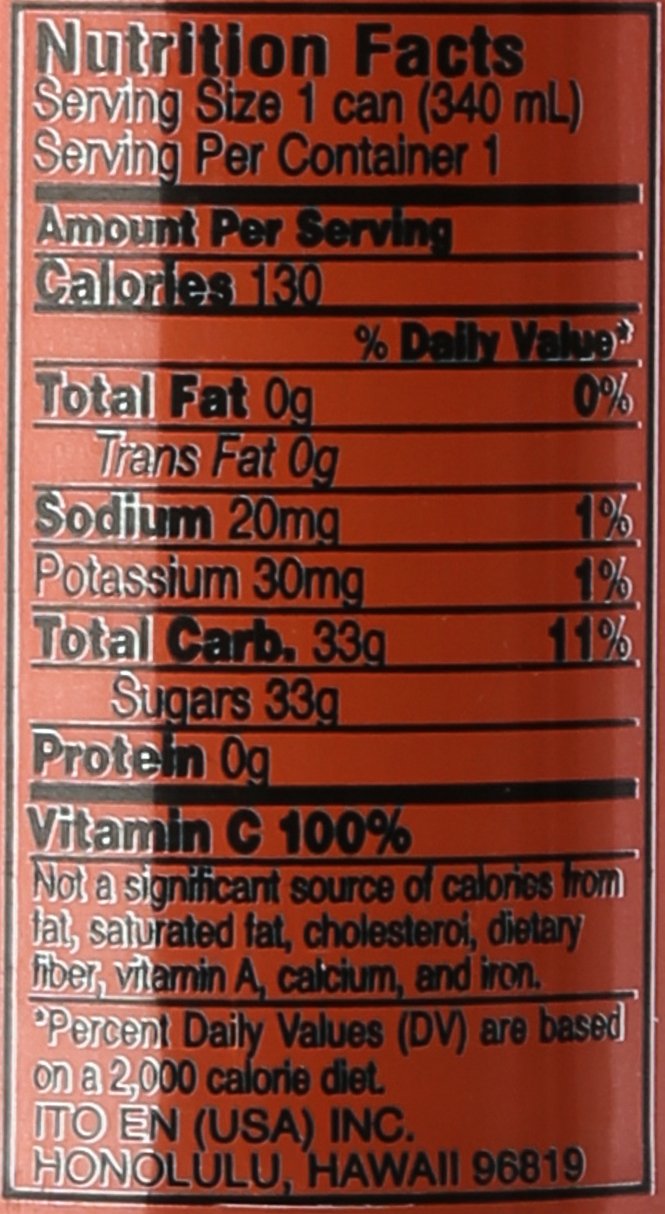 Nutrition Facts
Serving Size 1 can (340 mL)
Serving Per Container 1
Amount Per Serving
Calories 130
% Daily Value*
Total Fat 0g 0%
Trans Fat 0g
Sodium 20mg 1%
Potassium 30mg 1%
Total Carb. 33g 11%
Sugars 33g
Protein 0g
Vitamin C 100%
Not a significant source of calories from
fat, saturated fat, cholesterol, dietary
fiber, vitamin A, calcium, and iron.
*Percent Daily Values (DV) are based
on a 2,000 calorie diet.
ITO EN (USA) INC.
HONOLULU, HAWAII 96819